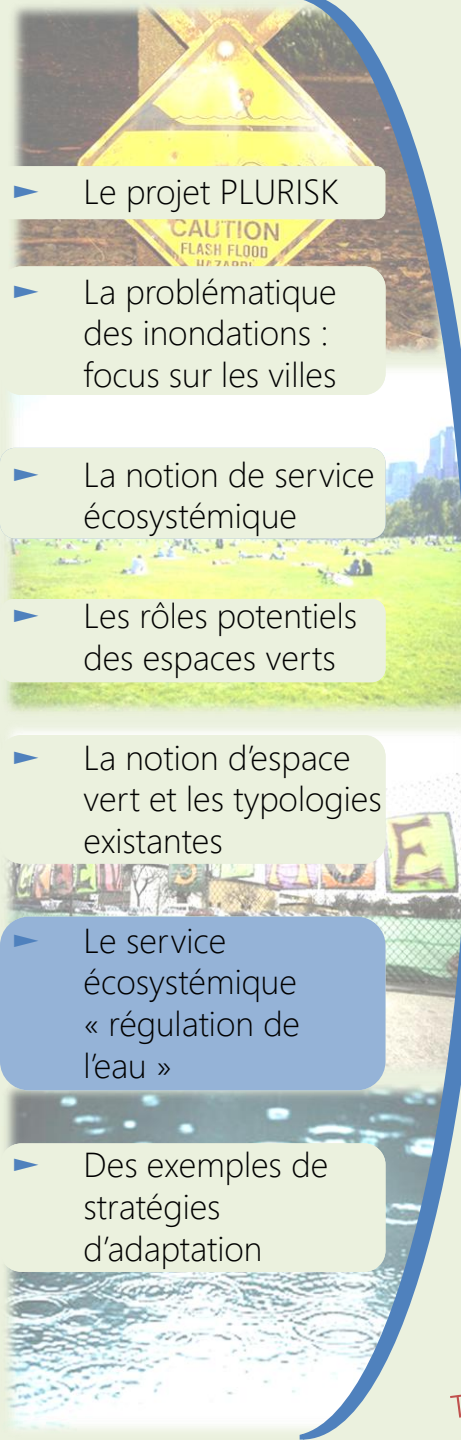 ► Le projet PLURISK
CAUTION
FLASH FLOOD
► La problématique
des inondations :
focus sur les villes
► La notion de service
écosystémique
► Les rôles potentiels
des espaces verts
► La notion d’espace
vert et les typologies
existantes
► Le service
écosystémique
« régulation de
l’eau »
► Des exemples de
stratégies
d’adaptation